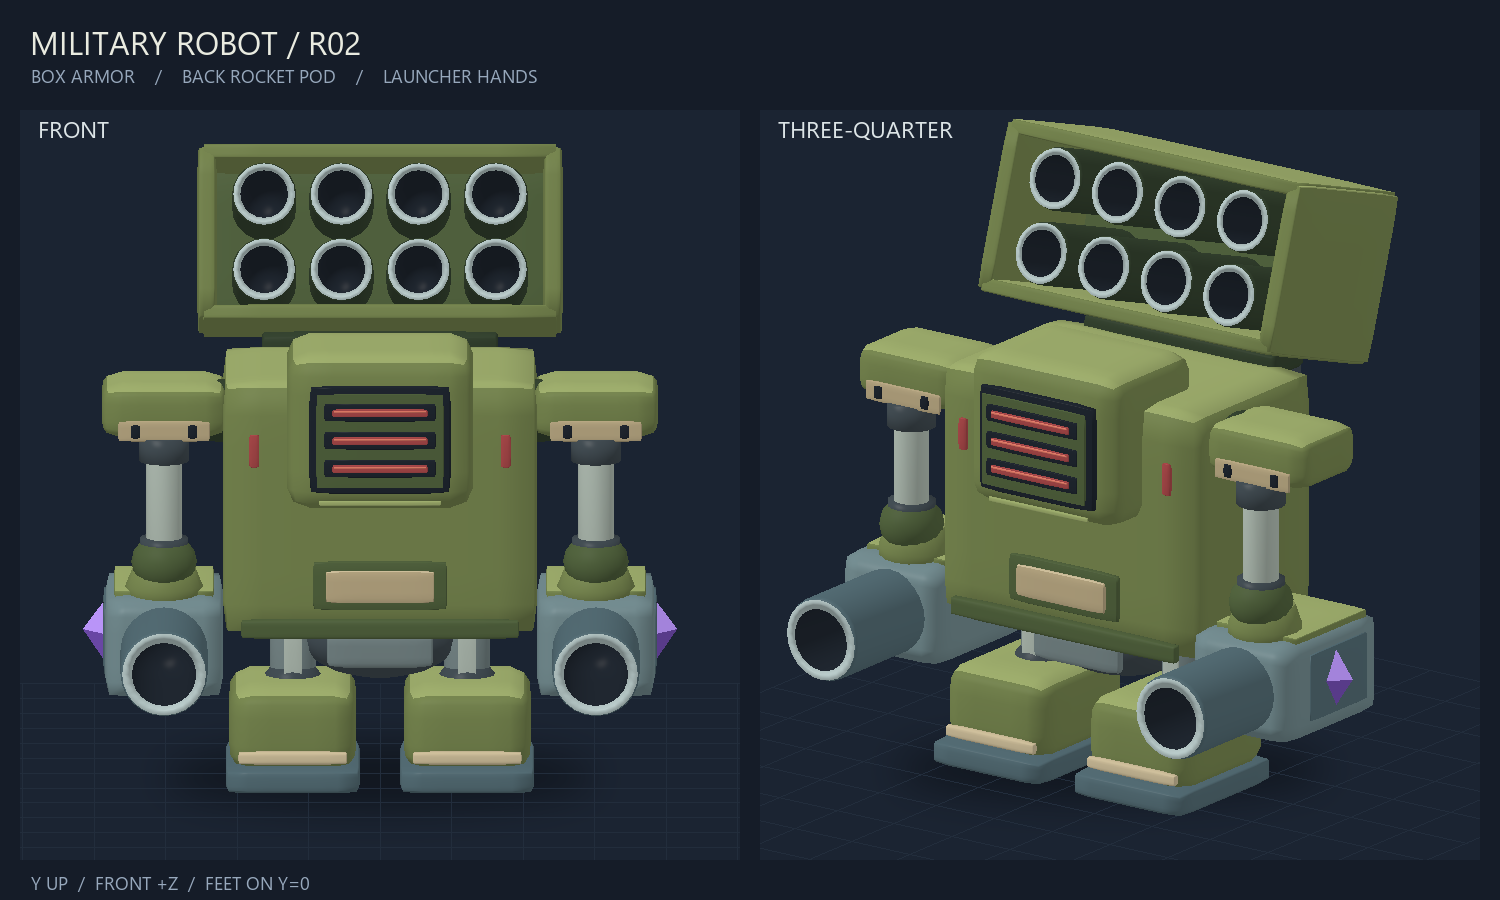 MILITARY ROBOT / R02
BOX ARMOR / BACK ROCKET POD / LAUNCHER HANDS
FRONT
THREE-QUARTER
Y UP / FRONT +Z / FEET ON Y=0